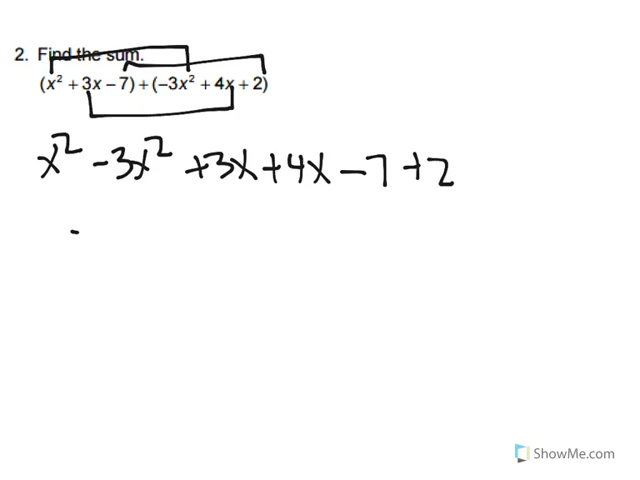 2. Find the sum.
(x² + 3x – 7) + (–3x² + 4x + 2)
x² -3x² +3x+4x-7+2
-
ShowMe.com